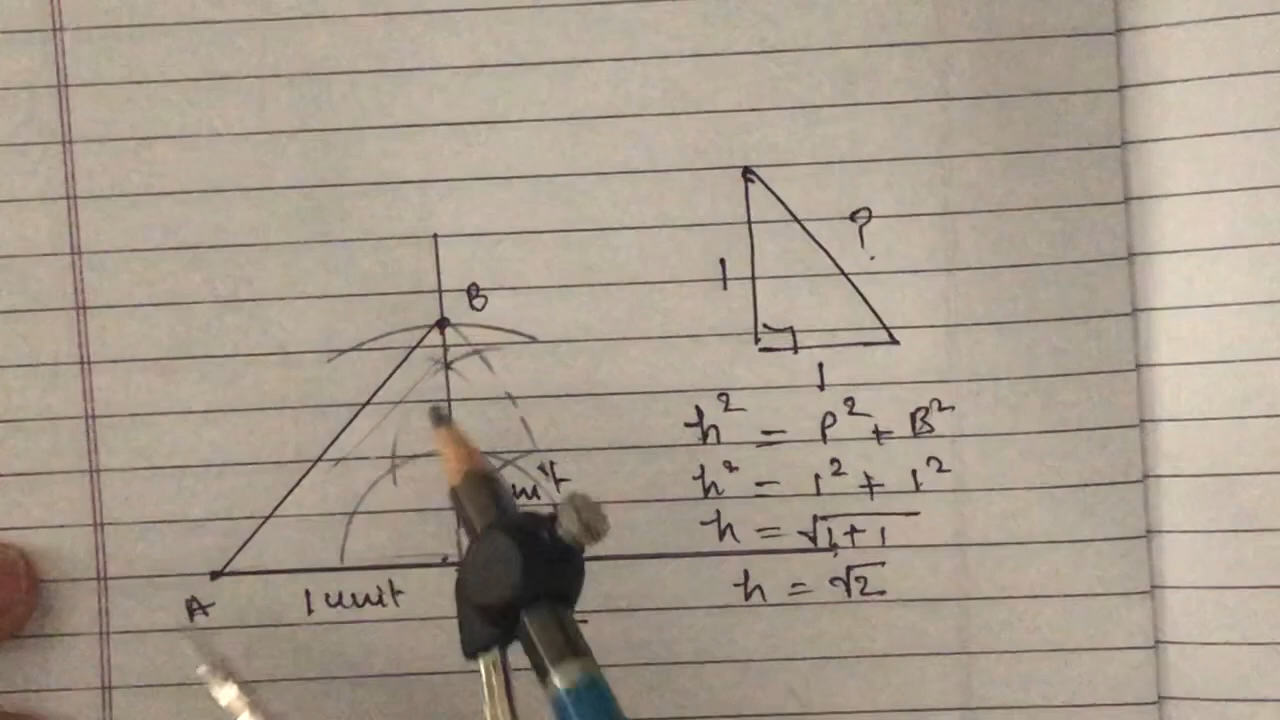 B
?
1
1
h² = P² + B²
h² = 1² + 1²
h = √1+1
h = √2
A
1 unit